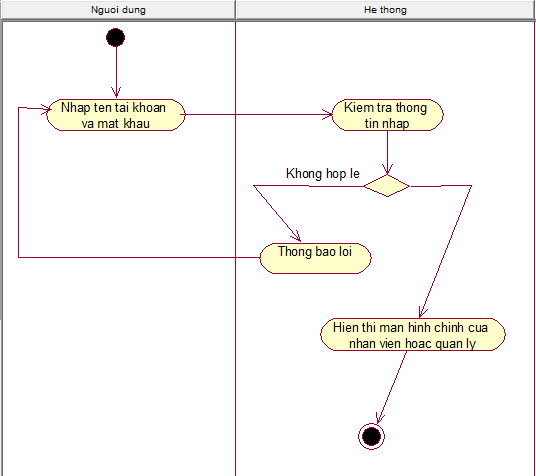 Nguoi dung
He thong
Nhap ten tai khoan
va mat khau
Kiem tra thong
tin nhap
Khong hop le
Thong bao loi
Hien thi man hinh chinh cua
nhan vien hoac quan ly